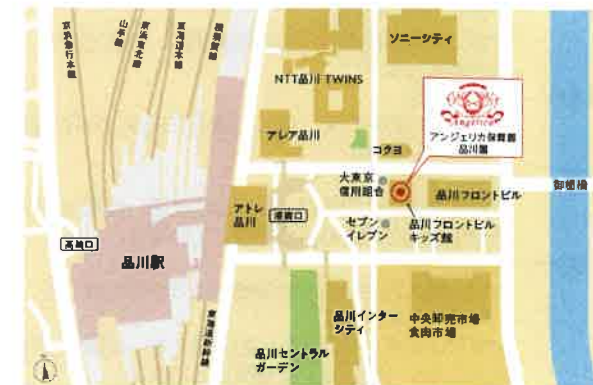 京浜急行本線
山手線
京浜東北線
東海道本線
横須賀線
ソニーシティ
NTT品川TWINS
Angelica
アンジェリカ保育園
品川園
アレア品川
コクヨ
大東京
信用組合
品川フロントビル
御楯橋
アトレ
品川
港南口
セブン
イレブン
品川フロントビル
キッズ館
高輪口
品川駅
東海道新幹線
品川インター
シティ
中央卸売市場
食肉市場
品川セントラル
ガーデン